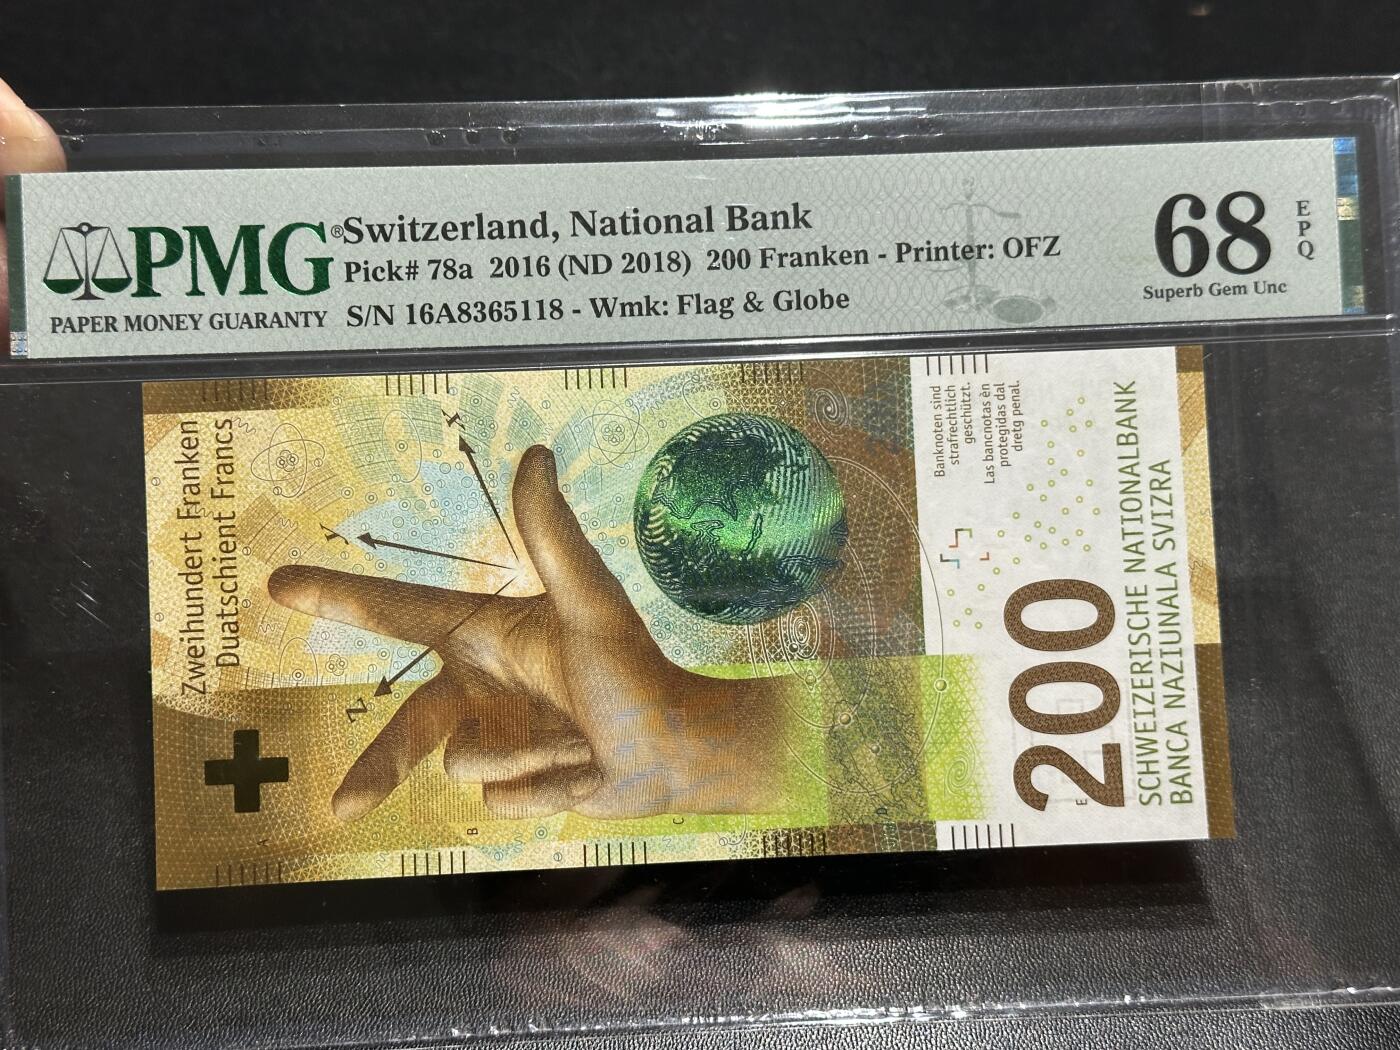 PMG®
PAPER MONEY GUARANTY
Switzerland, National Bank
Pick# 78a 2016 (ND 2018) 200 Franken - Printer: OFZ
S/N 16A8365118 - Wmk: Flag & Globe
68
EPQ
Superb Gem Unc
Zweihundert Franken
Duatschient Francs
x
y
z
A
B
C
D
E
Banknoten sind
strafrechtlich
geschützt.
Las bancnotas èn
protegidas dal
dretg penal.
200
SCHWEIZERISCHE NATIONALBANK
BANCA NAZIUNALA SVIZRA